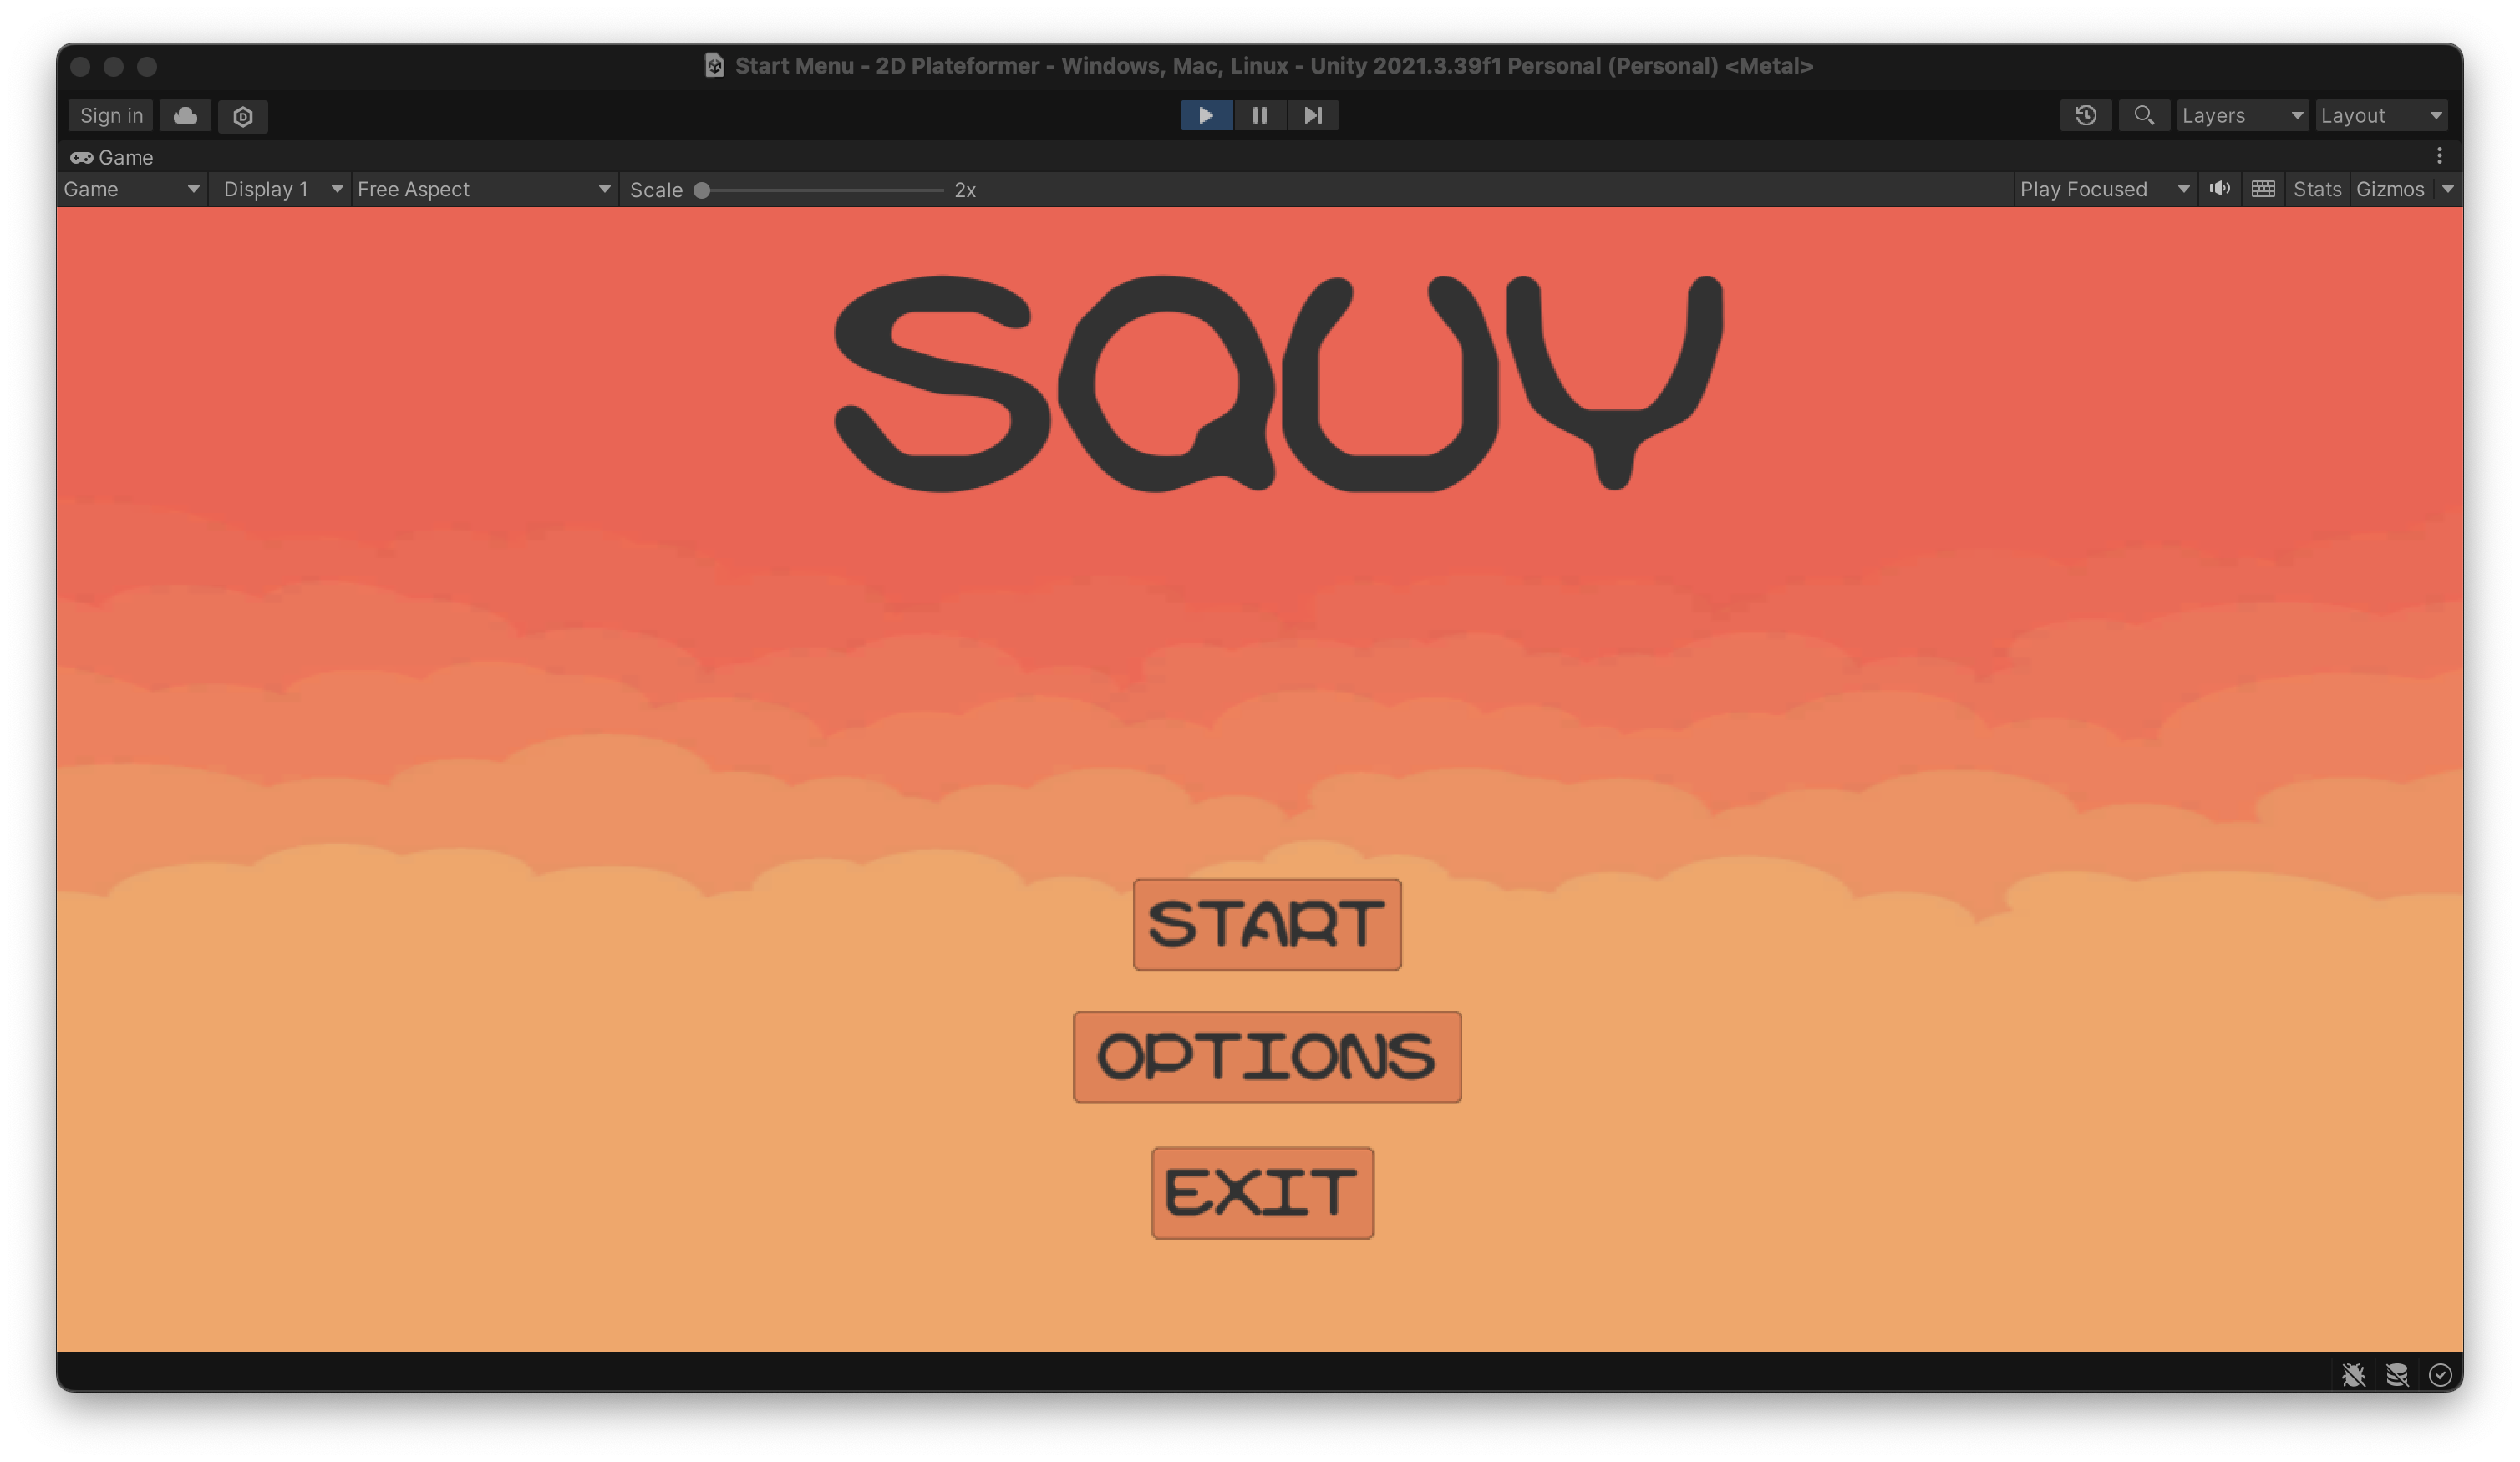 Start Menu - 2D Plateformer - Windows, Mac, Linux - Unity 2021.3.39f1 Personal (Personal) <Metal>
Sign in
Layers
Layout
Game
Game
Display 1
Free Aspect
Scale
2x
Play Focused
Stats
Gizmos
SQUY
START
OPTIONS
EXIT